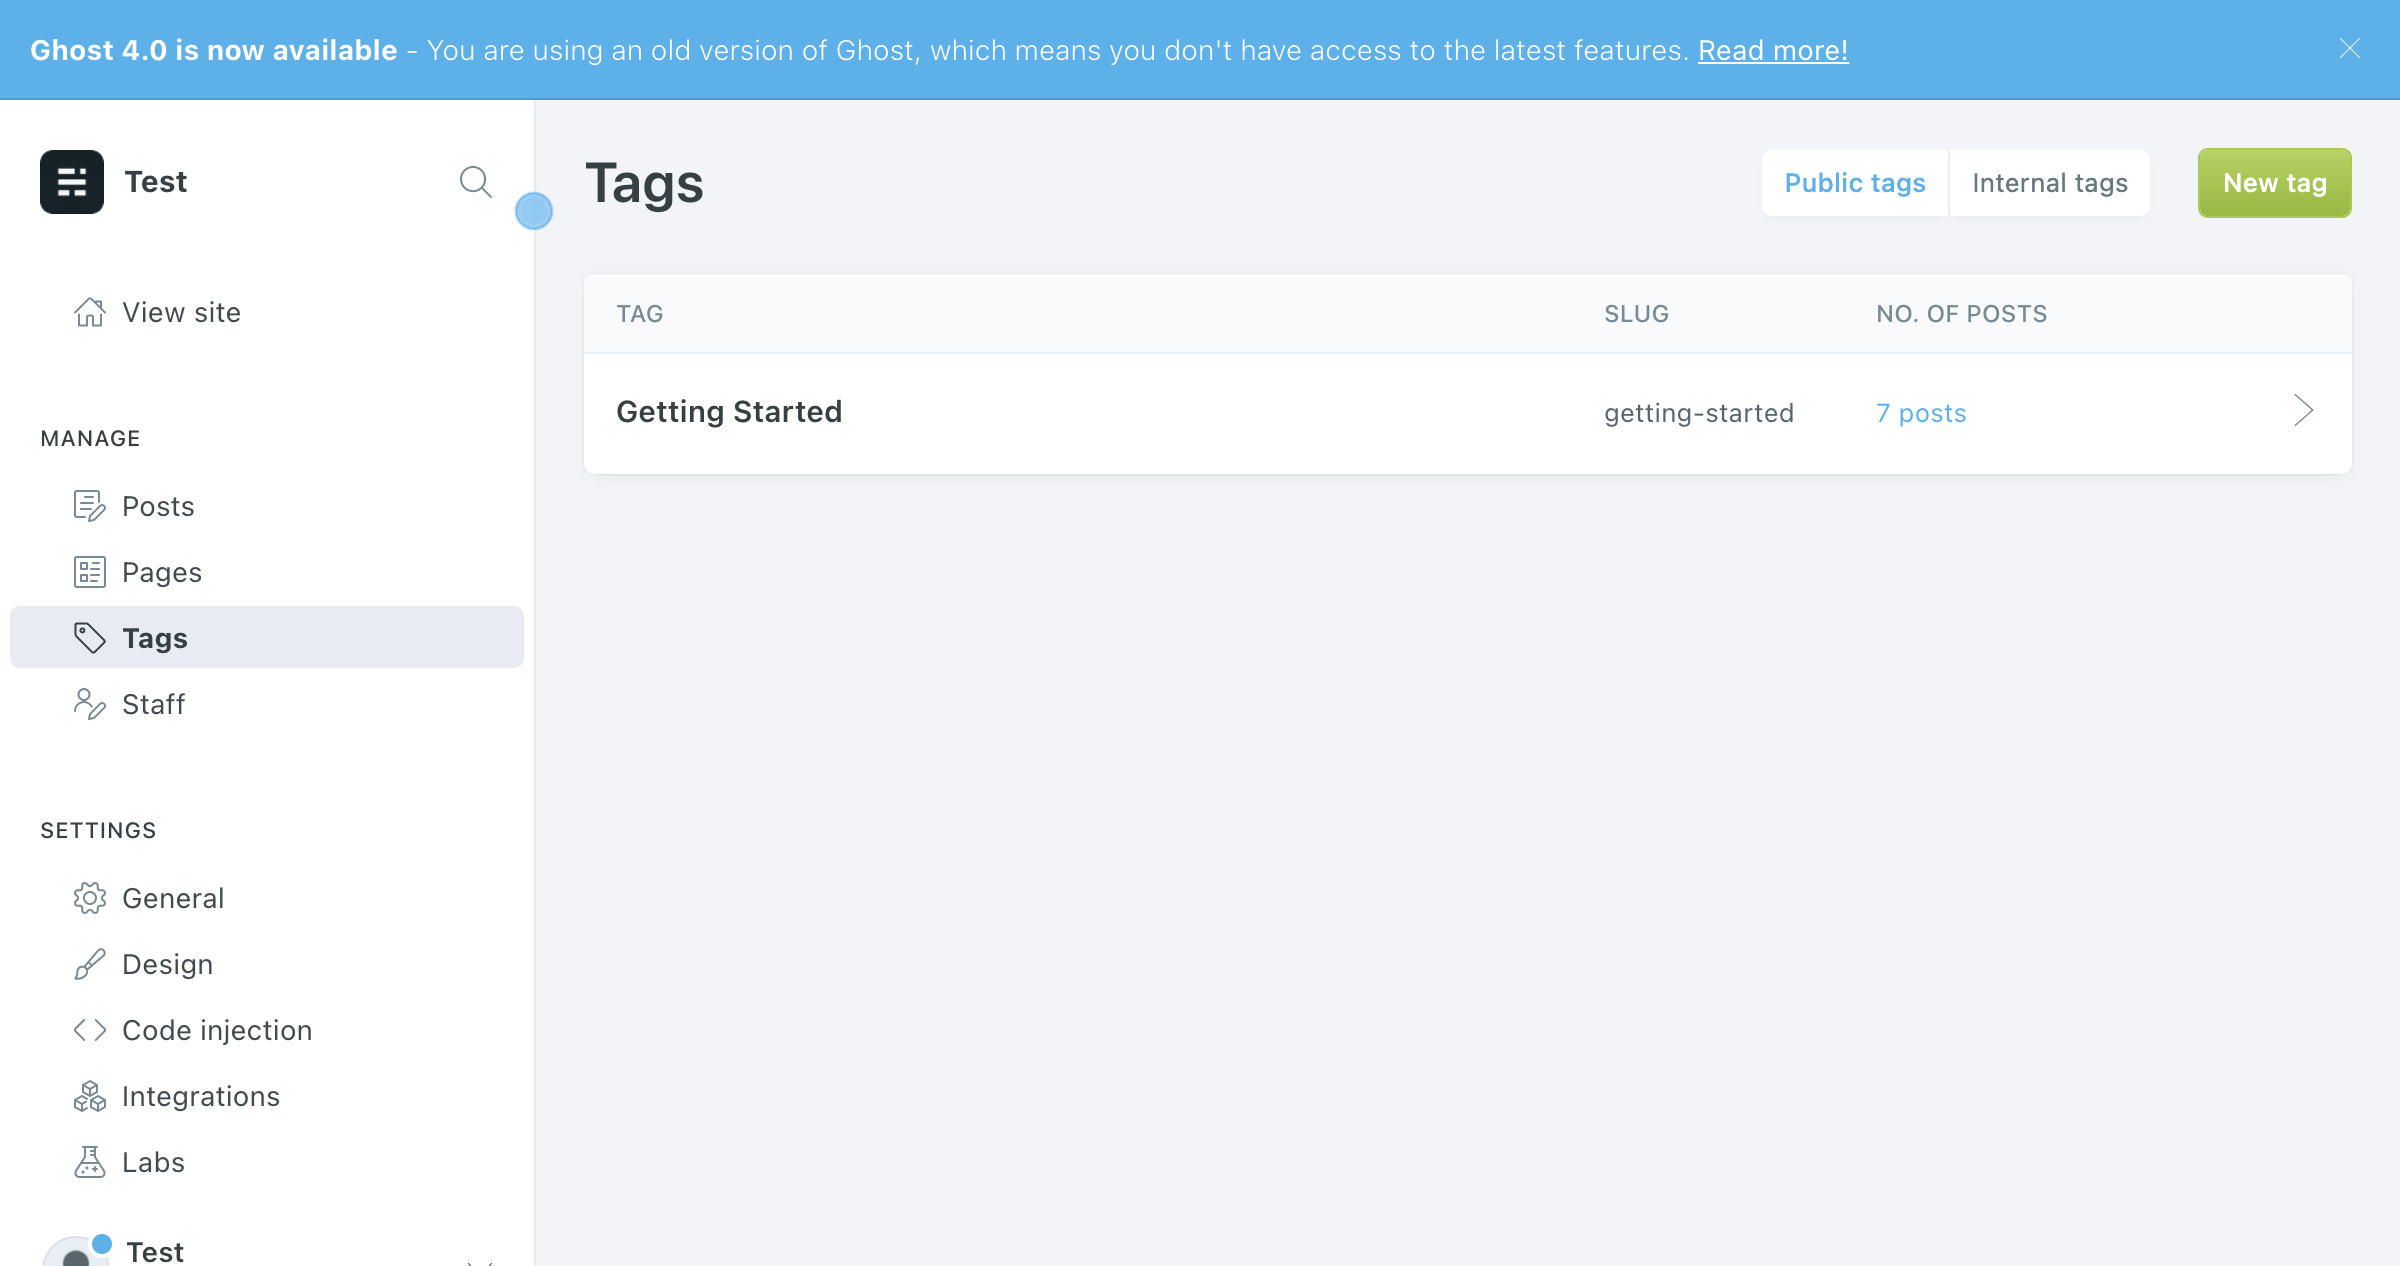 Ghost 4.0 is now available - You are using an old version of Ghost, which means you don't have access to the latest features. Read more!
Test
View site
MANAGE
Posts
Pages
Tags
Staff
SETTINGS
General
Design
Code injection
Integrations
Labs
Test
Tags
Public tags
Internal tags
New tag
TAG SLUG NO. OF POSTS
Getting Started getting-started 7 posts